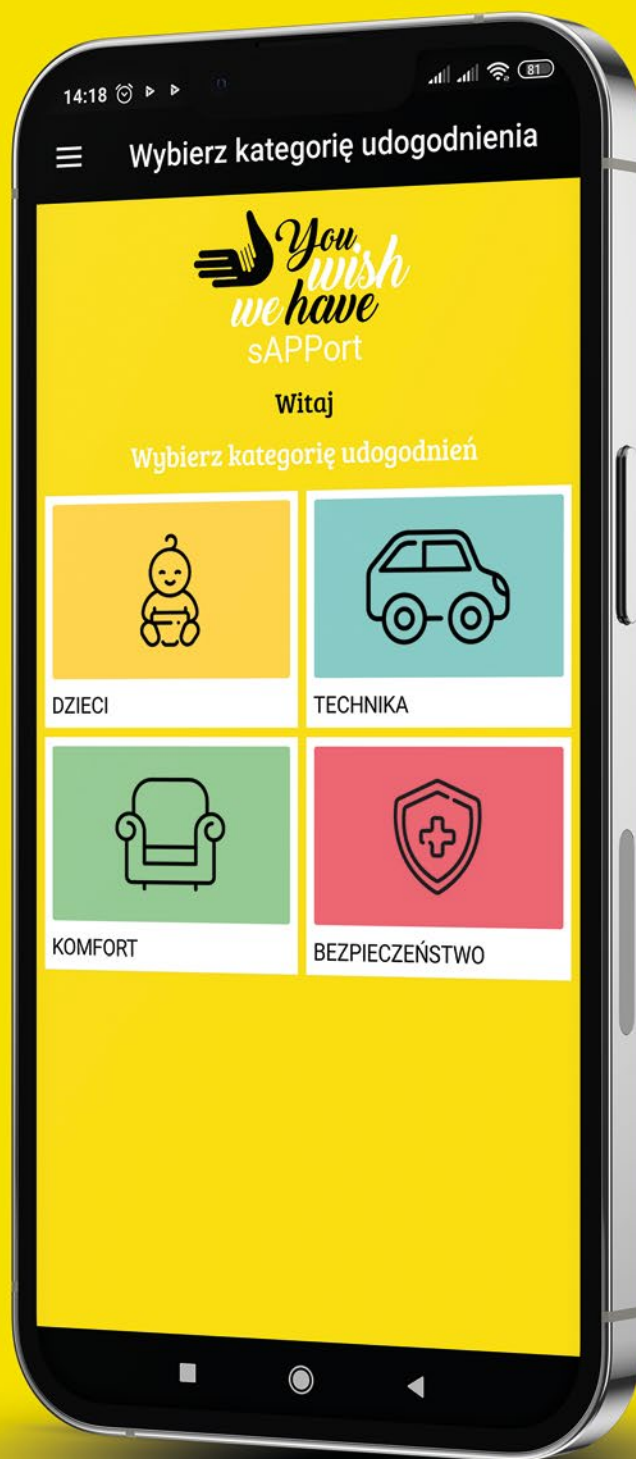 14:18
81
Wybierz kategorię udogodnienia
You
wish
we have
sAPPort
Witaj
Wybierz kategorię udogodnień
DZIECI
TECHNIKA
KOMFORT
BEZPIECZEŃSTWO